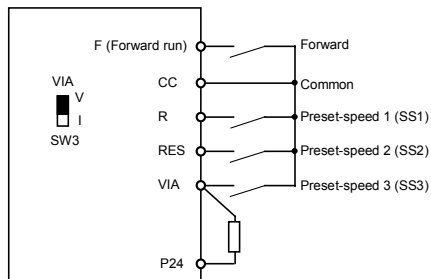 F (Forward run)
Forward
VIA
V
I
SW3
CC
Common
R
Preset-speed 1 (SS1)
RES
Preset-speed 2 (SS2)
VIA
Preset-speed 3 (SS3)
P24